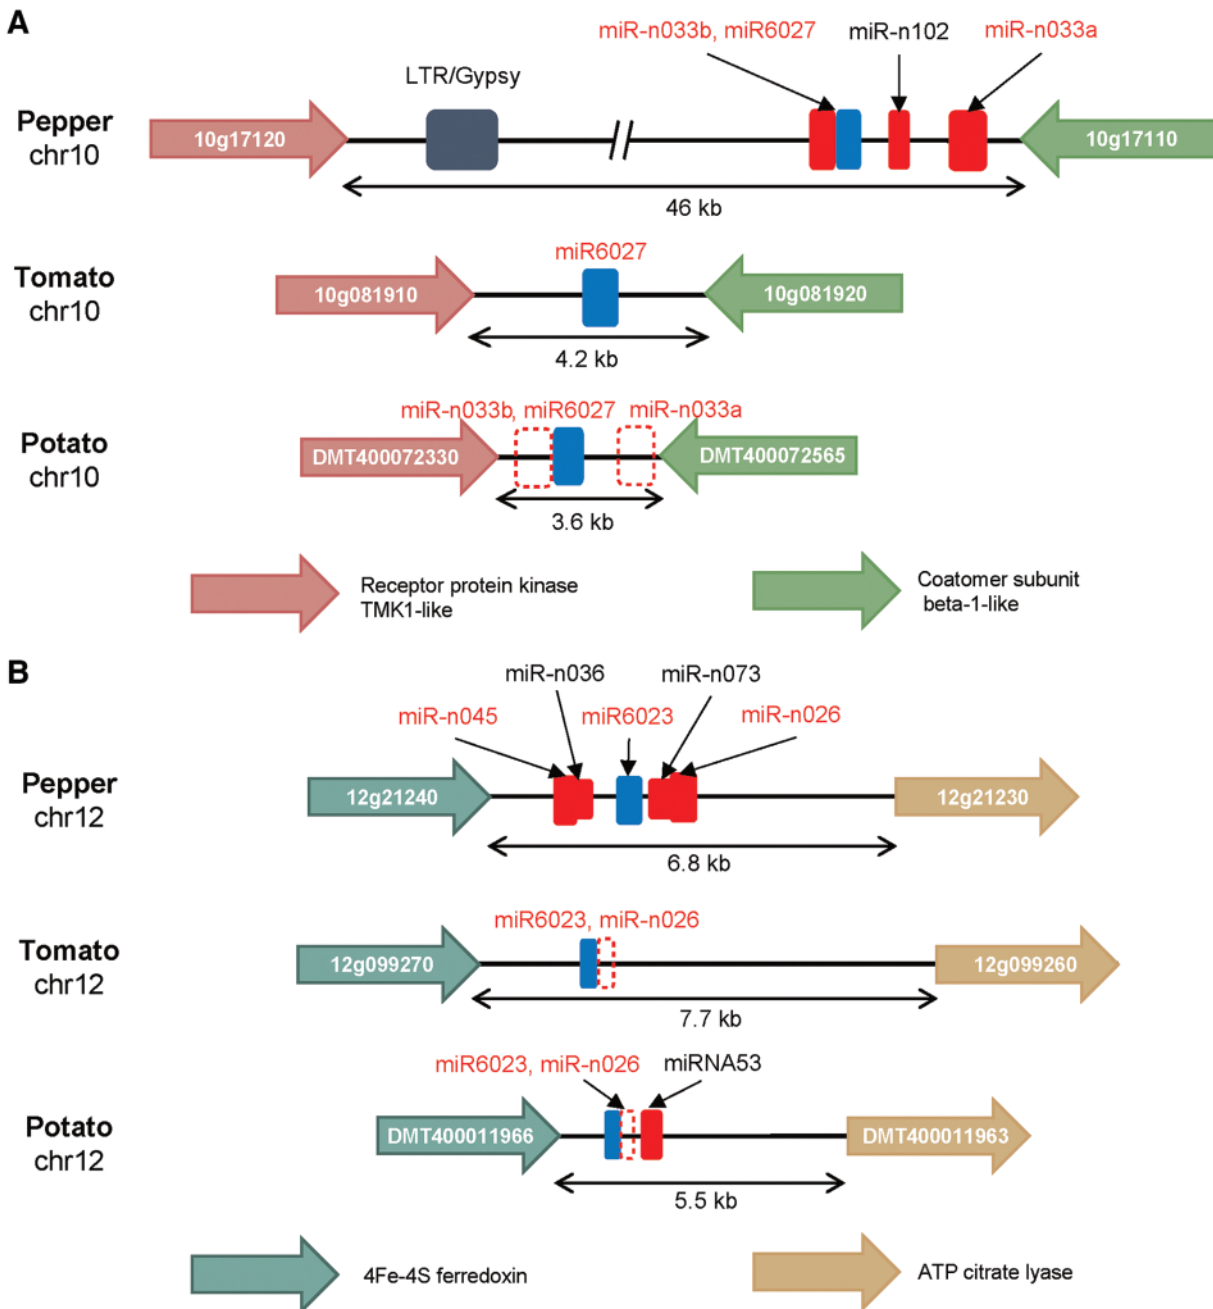 A
miR-n033b, miR6027
miR-n102
miR-n033a
LTR/Gypsy
Pepper
chr10
10g17120
10g17110
46 kb
Tomato
chr10
miR6027
10g081910
10g081920
4.2 kb
Potato
chr10
miR-n033b, miR6027
miR-n033a
DMT400072330
DMT400072565
3.6 kb
Receptor protein kinase
TMK1-like
Coatomer subunit
beta-1-like
B
miR-n036
miR-n073
miR-n045
miR6023
miR-n026
Pepper
chr12
12g21240
12g21230
6.8 kb
miR6023, miR-n026
Tomato
chr12
12g099270
12g099260
7.7 kb
miR6023, miR-n026
miRNA53
Potato
chr12
DMT400011966
DMT400011963
5.5 kb
4Fe-4S ferredoxin
ATP citrate lyase